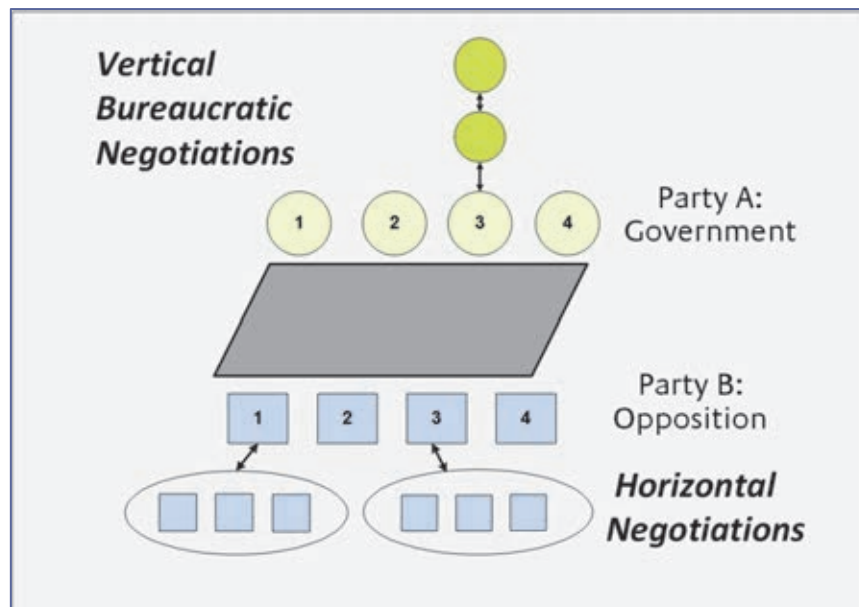 Vertical
Bureaucratic
Negotiations
1 2 3 4
Party A:
Government
1 2 3 4
Party B:
Opposition
Horizontal
Negotiations